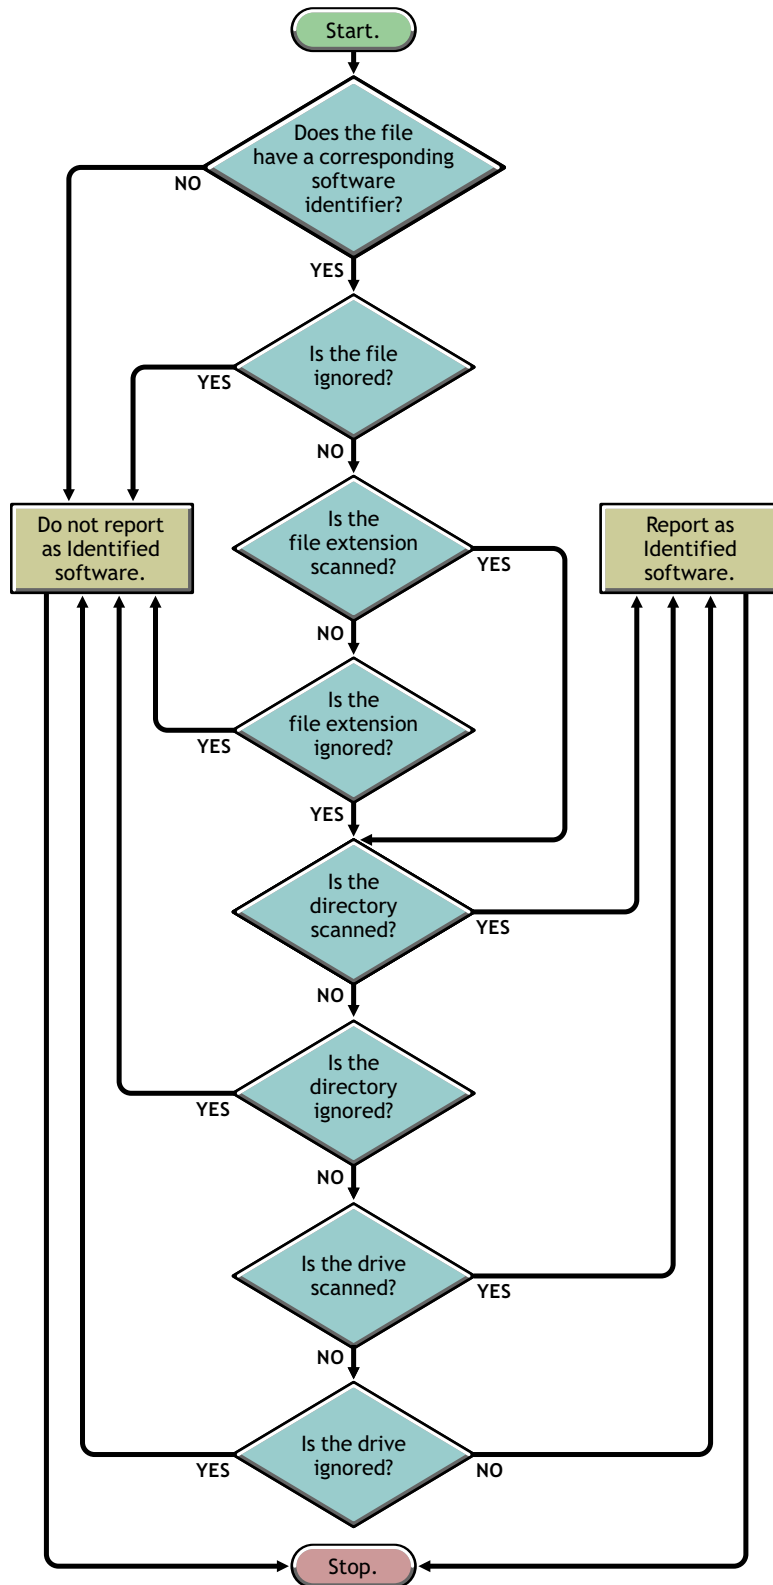 Start.
Does the file
have a corresponding
software
identifier?
NO
YES
Is the file
ignored?
YES
NO
Do not report
as Identified
software.
Is the
file extension
scanned?
YES
Report as
Identified
software.
NO
Is the
file extension
ignored?
YES
YES
Is the
directory
scanned?
YES
NO
Is the
directory
ignored?
YES
NO
Is the drive
scanned?
YES
NO
Is the drive
ignored?
YES
NO
Stop.